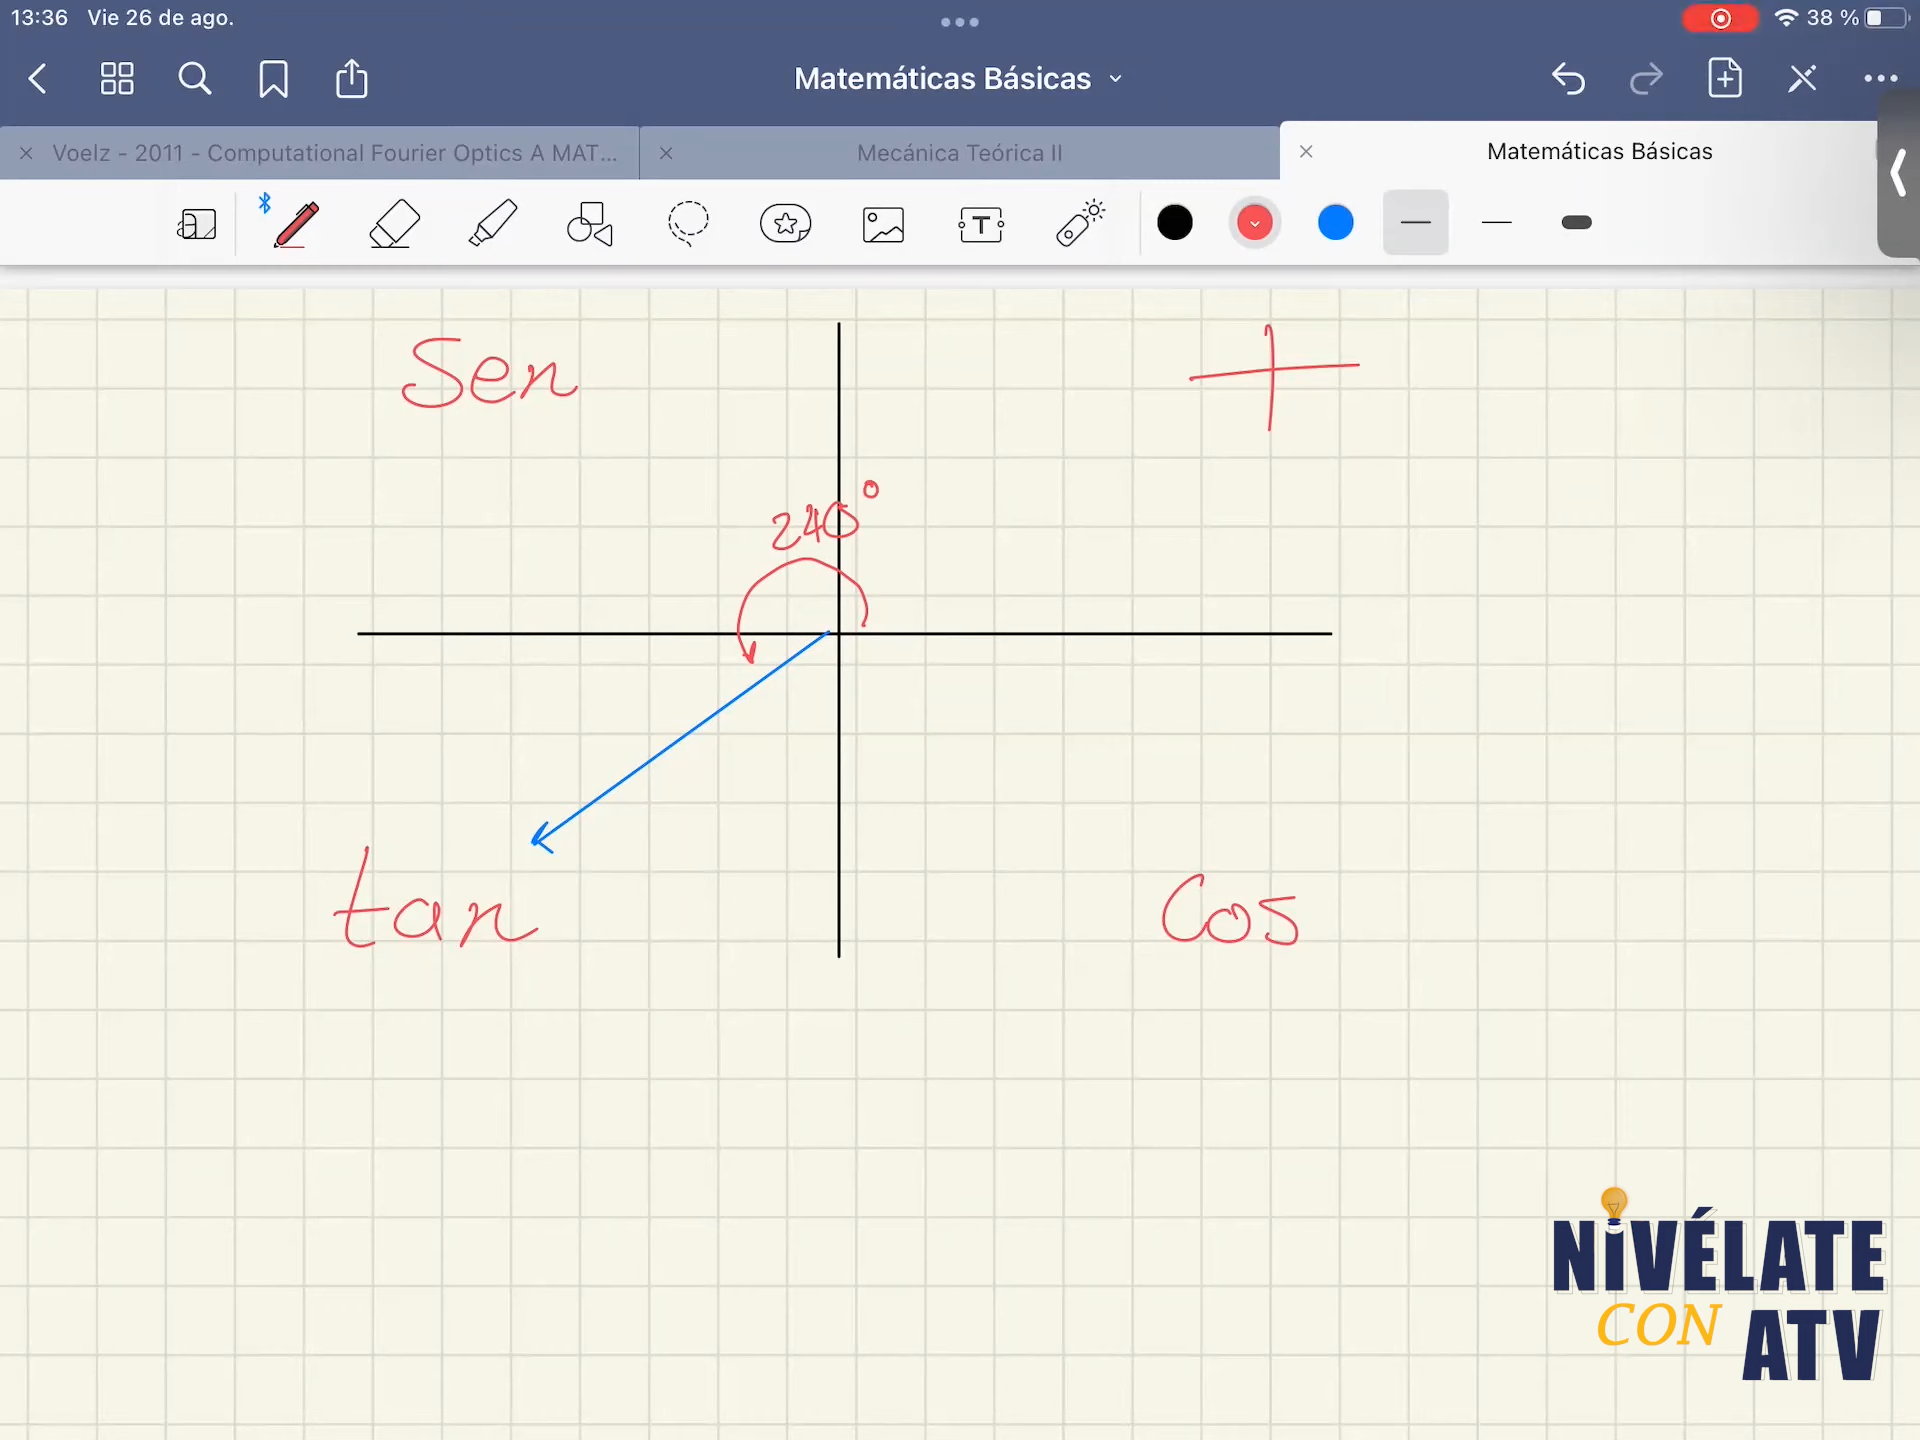 13:36 Vie 26 de ago. 38 %
Matemáticas Básicas
Voelz - 2011 - Computational Fourier Optics A MAT... Mecánica Teórica II Matemáticas Básicas
T
Sen +
240°
tan Cos
NIVÉLATE
CON
ATV